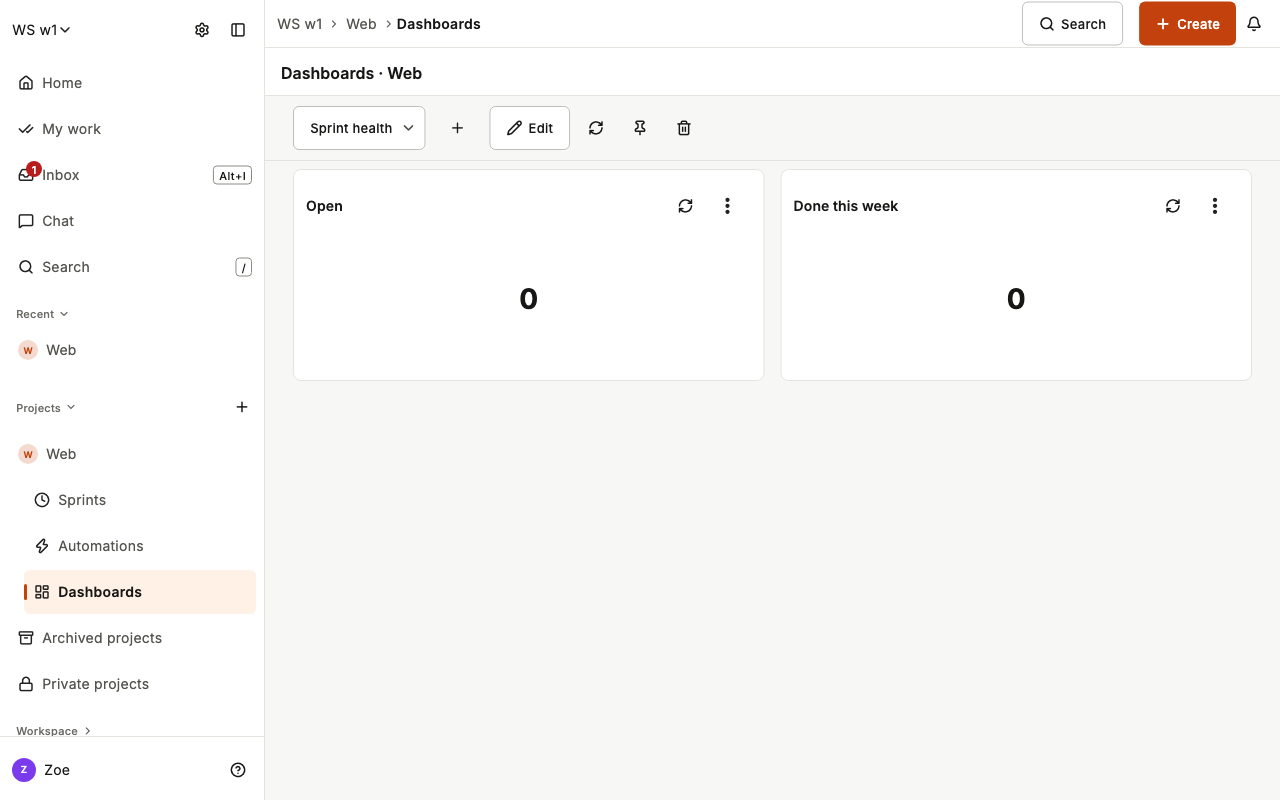 WS w1
Home
My work
1
Inbox
Alt+I
Chat
Search
/
Recent
W
Web
Projects
W
Web
Sprints
Automations
Dashboards
Archived projects
Private projects
Workspace
Z
Zoe
WS w1 > Web > Dashboards
Search
Create
Dashboards · Web
Sprint health
Edit
Open
0
Done this week
0